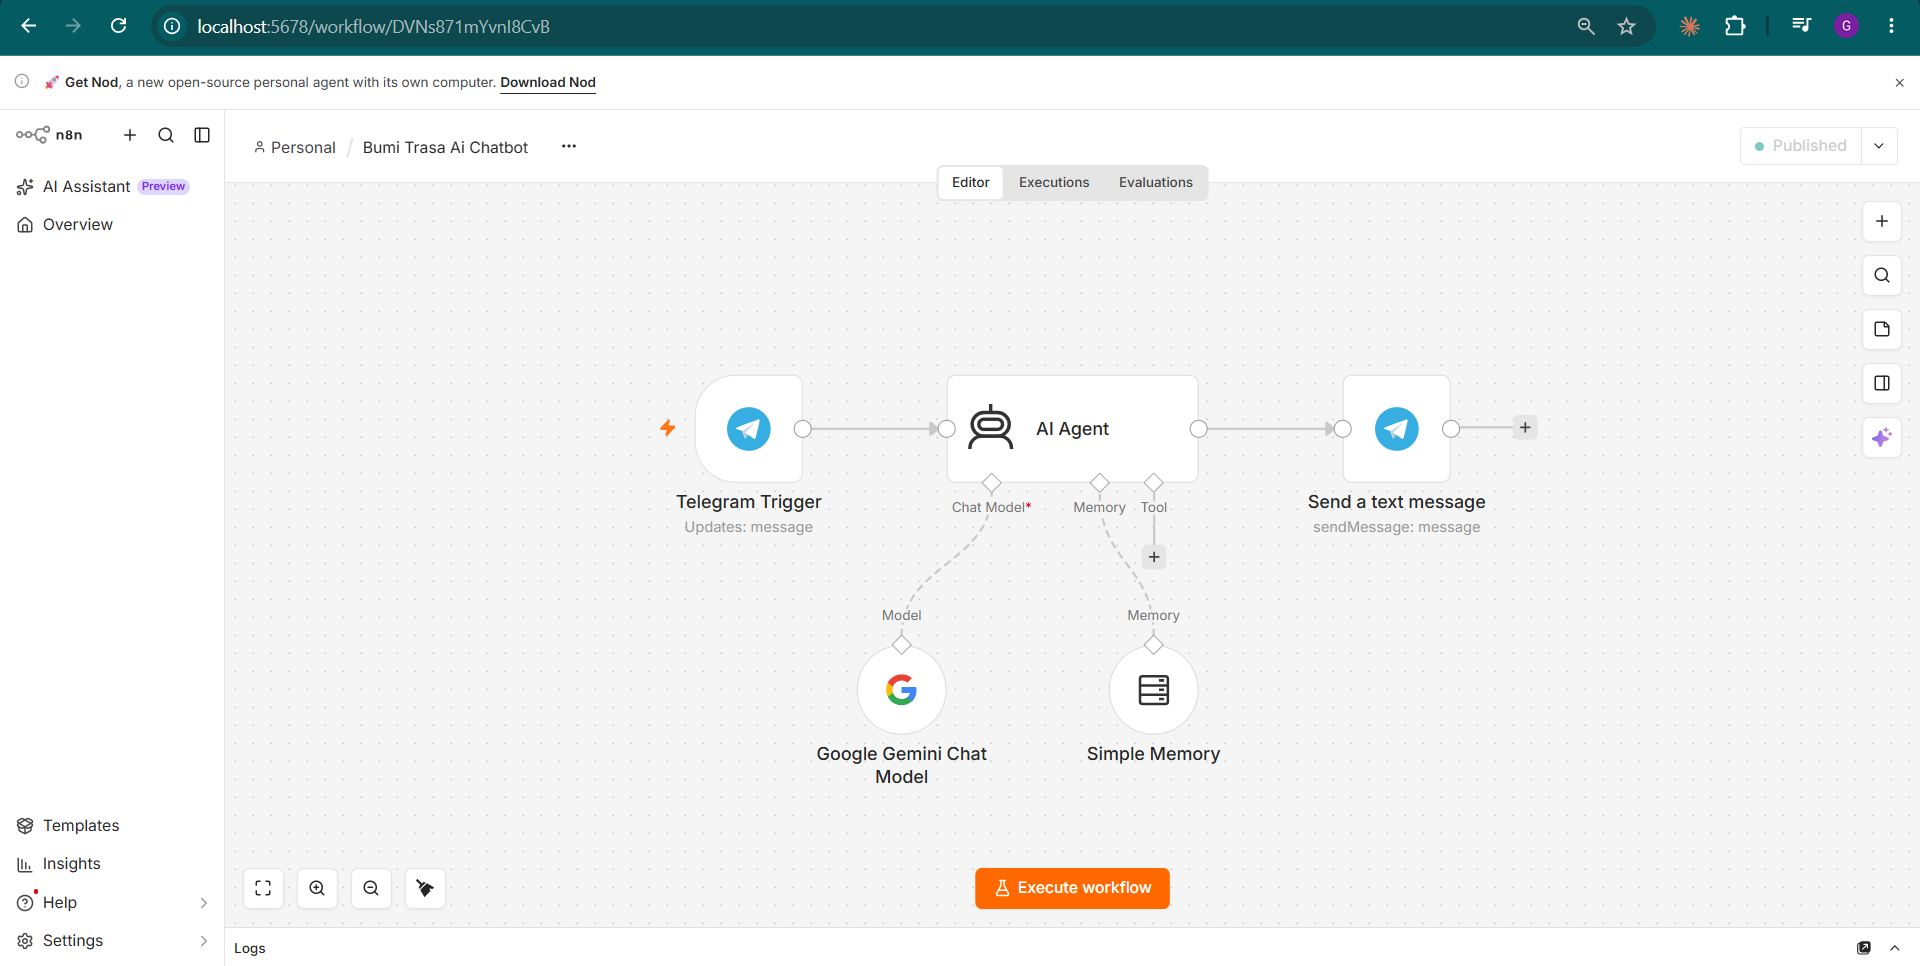 localhost:5678/workflow/DVNs871mYvnI8CvB
G
🚀 Get Nod, a new open-source personal agent with its own computer. Download Nod
n8n
Personal / Bumi Trasa Ai Chatbot
Published
AI Assistant Preview
Overview
Editor Executions Evaluations
AI Agent
Telegram Trigger
Updates: message
Chat Model* Memory Tool
Send a text message
sendMessage: message
Model
Memory
Google Gemini Chat
Model
Simple Memory
Templates
Insights
Help
Settings
Execute workflow
Logs